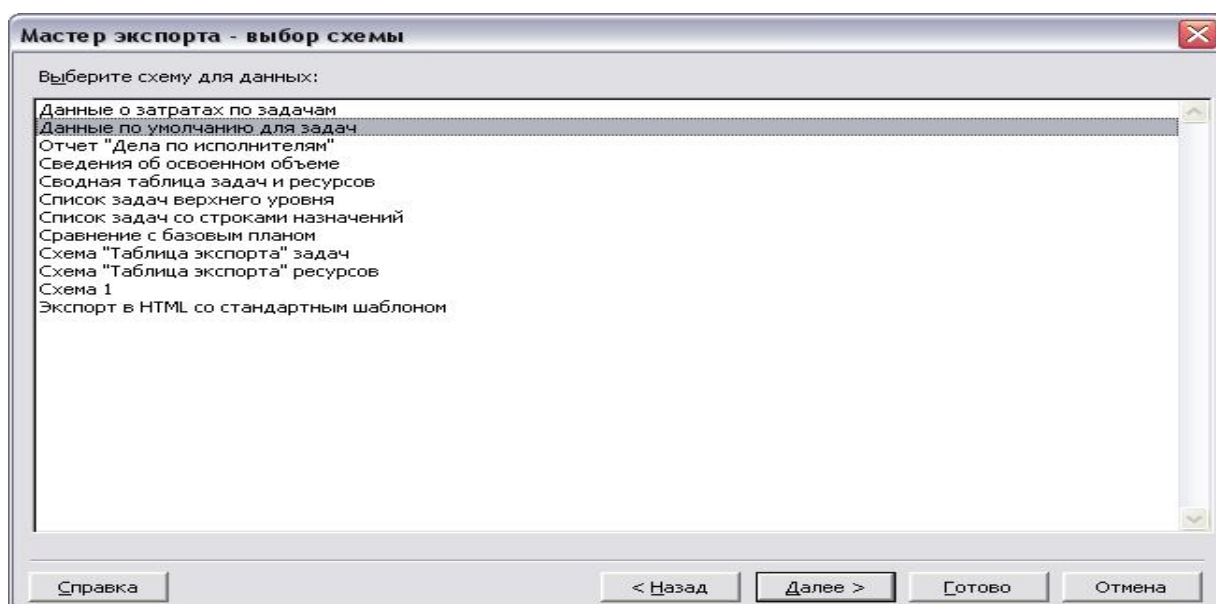 Мастер экспорта - выбор схемы
Выберите схему для данных:
Данные о затратах по задачам
Данные по умолчанию для задач
Отчет "Дела по исполнителям"
Сведения об освоенном объеме
Сводная таблица задач и ресурсов
Список задач верхнего уровня
Список задач со строками назначений
Сравнение с базовым планом
Схема "Таблица экспорта" задач
Схема "Таблица экспорта" ресурсов
Схема 1
Экспорт в HTML со стандартным шаблоном
Справка < Назад Далее > Готово Отмена